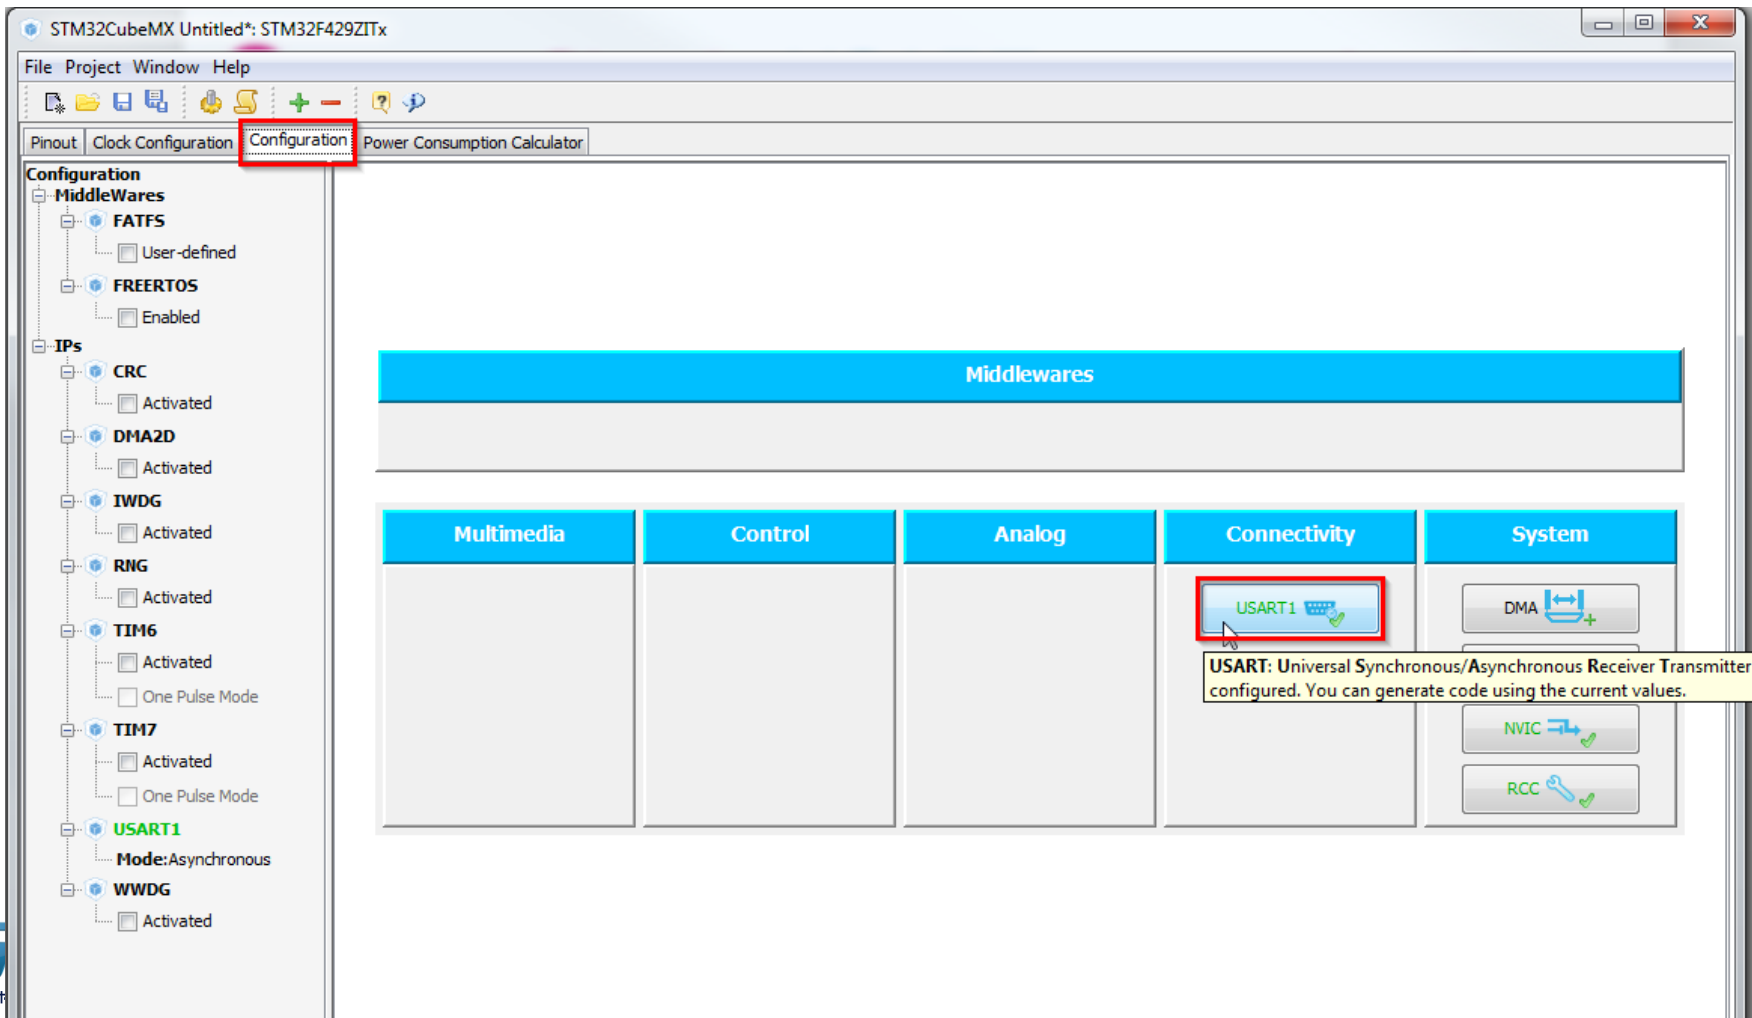 STM32CubeMX Untitled*: STM32F429ZITx
File Project Window Help
Pinout Clock Configuration Configuration Power Consumption Calculator
Configuration
MiddleWares
FATFS
User-defined
FREERTOS
Enabled
IPs
CRC
Activated
DMA2D
Activated
IWDG
Activated
RNG
Activated
TIM6
Activated
One Pulse Mode
TIM7
Activated
One Pulse Mode
USART1
Mode:Asynchronous
WWDG
Activated
Middlewares
Multimedia Control Analog Connectivity System
USART1 DMA
USART: Universal Synchronous/Asynchronous Receiver Transmitter
configured. You can generate code using the current values.
NVIC
RCC